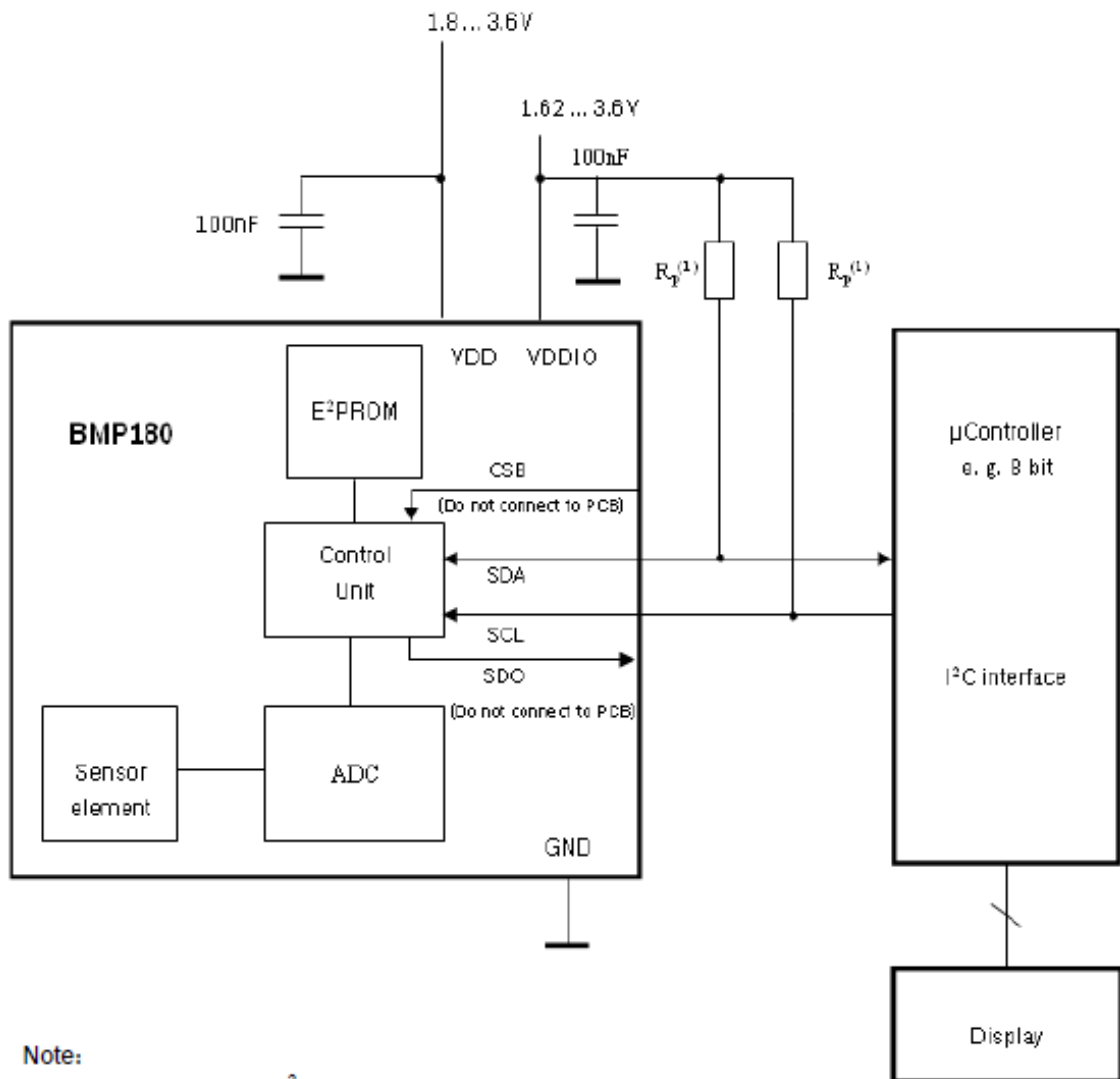 1.8 ... 3.6V
1.62 ... 3.6V
100nF
100nF
Rp(1)
Rp(1)
VDD VDDIO
E²PROM
BMP180
CSB
(Do not connect to PCB)
Control
Unit
SDA
SCL
SDO
(Do not connect to PCB)
Sensor
element
ADC
GND
µController
e. g. 8 bit
I²C interface
Display
Note: